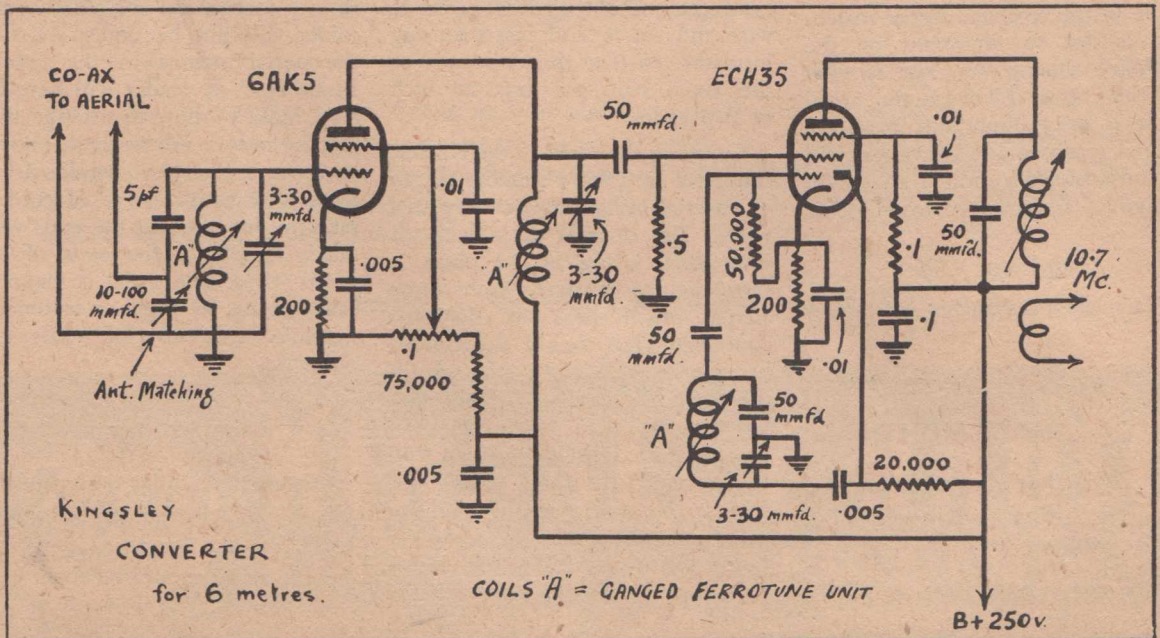 CO-AX
TO AERIAL
6AK5
ECH35
50
mmfd.
.01
5pf
3-30
mmfd.
.01
"A"
50,000
"A"
3-30
mmfd.
.5
.1
50
mmfd.
10.7
Mc.
10-100
mmfd.
200
.005
200
.1
.01
Ant. Matching
.1
75,000
50
mmfd.
"A"
50
mmfd
.005
20,000
3-30 mmfd.
.005
KINGSLEY
CONVERTER
for 6 metres.
COILS "A" = GANGED FERROTUNE UNIT
B+ 250v.